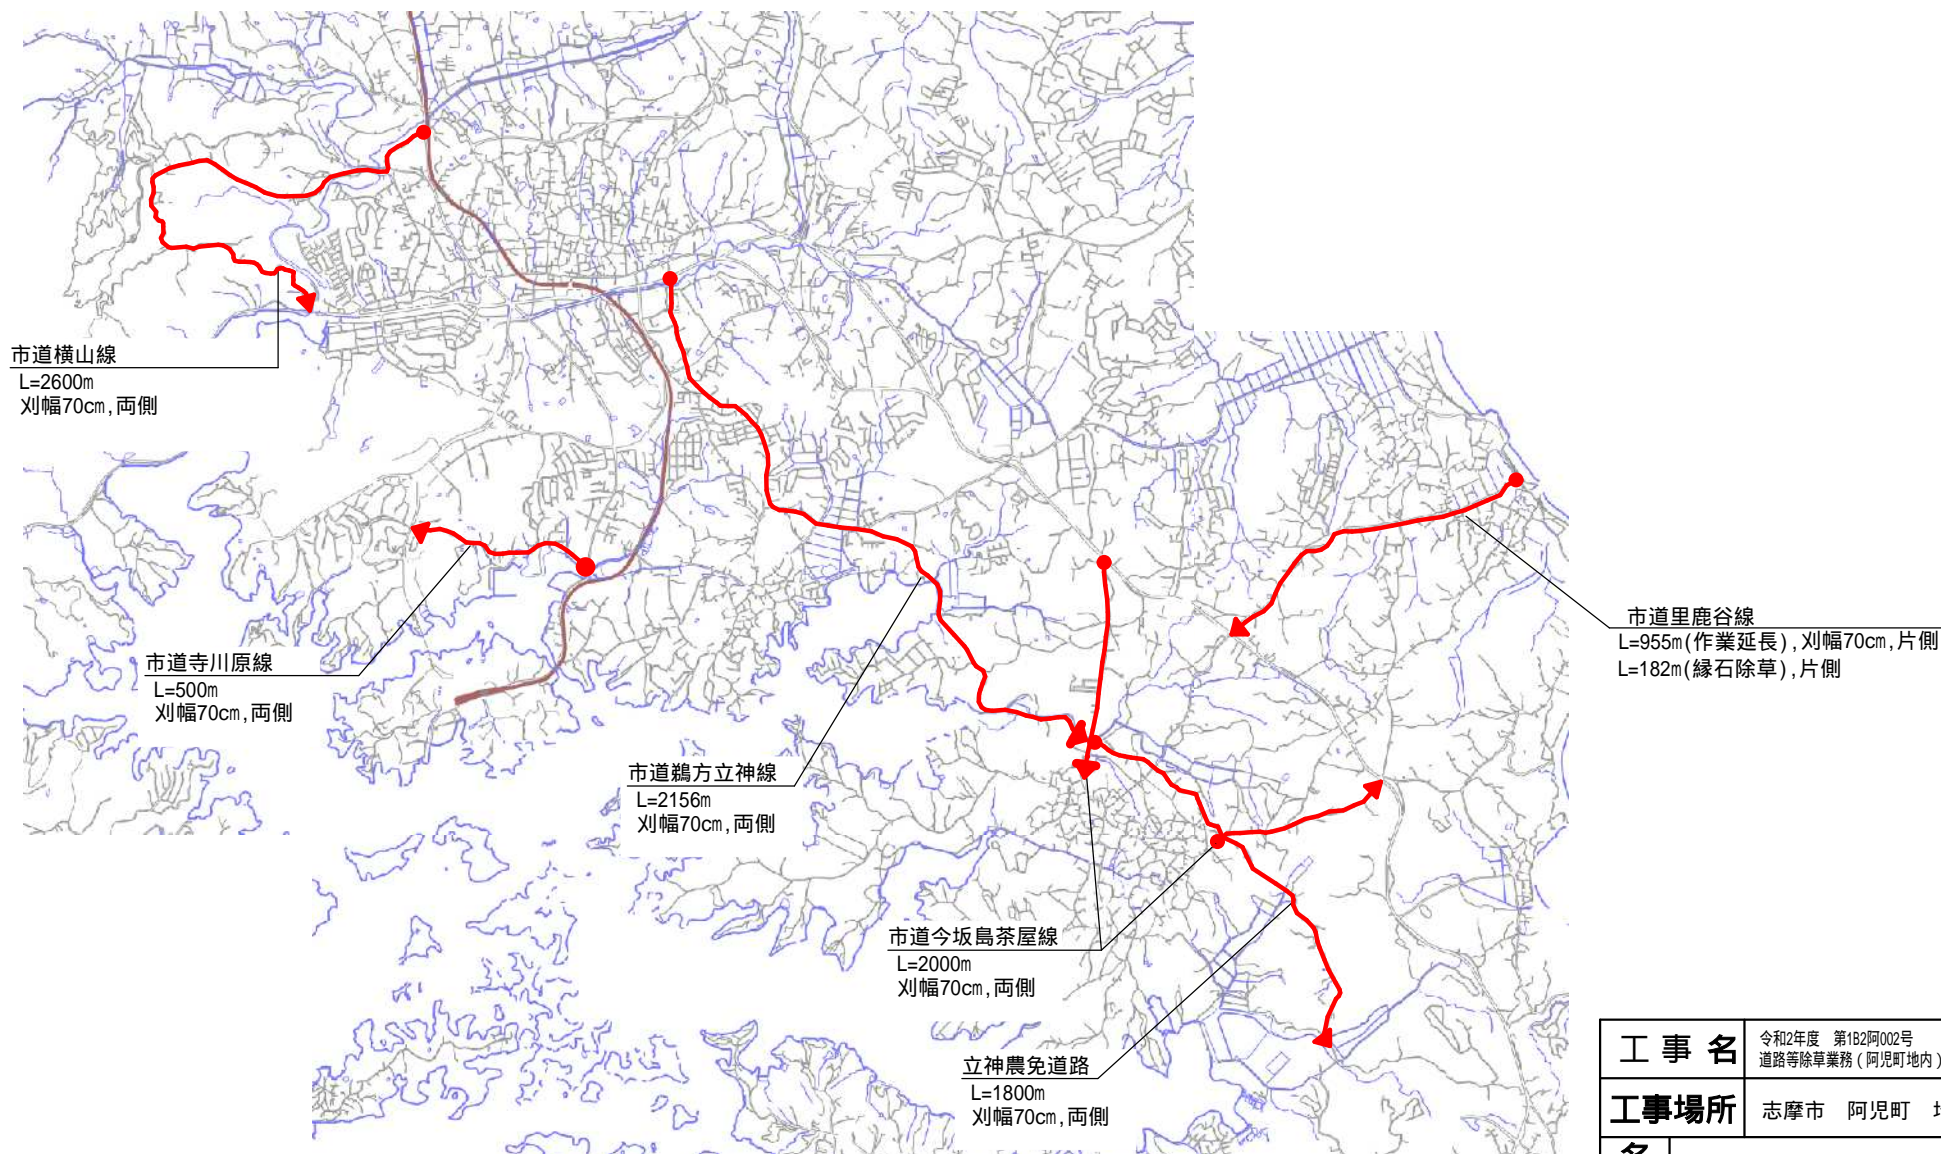 市道横山線
L=2600m
刈幅70cm,両側
市道寺川原線
L=500m
刈幅70cm,両側
市道鵜方立神線
L=2156m
刈幅70cm,両側
市道今坂島茶屋線
L=2000m
刈幅70cm,両側
立神農免道路
L=1800m
刈幅70cm,両側
市道里鹿谷線
L=955m(作業延長),刈幅70cm,片側
L=182m(縁石除草),片側
工事名
令和2年度 第1B2阿002号
道路等除草業務(阿児町地内)
工事場所
志摩市 阿児町